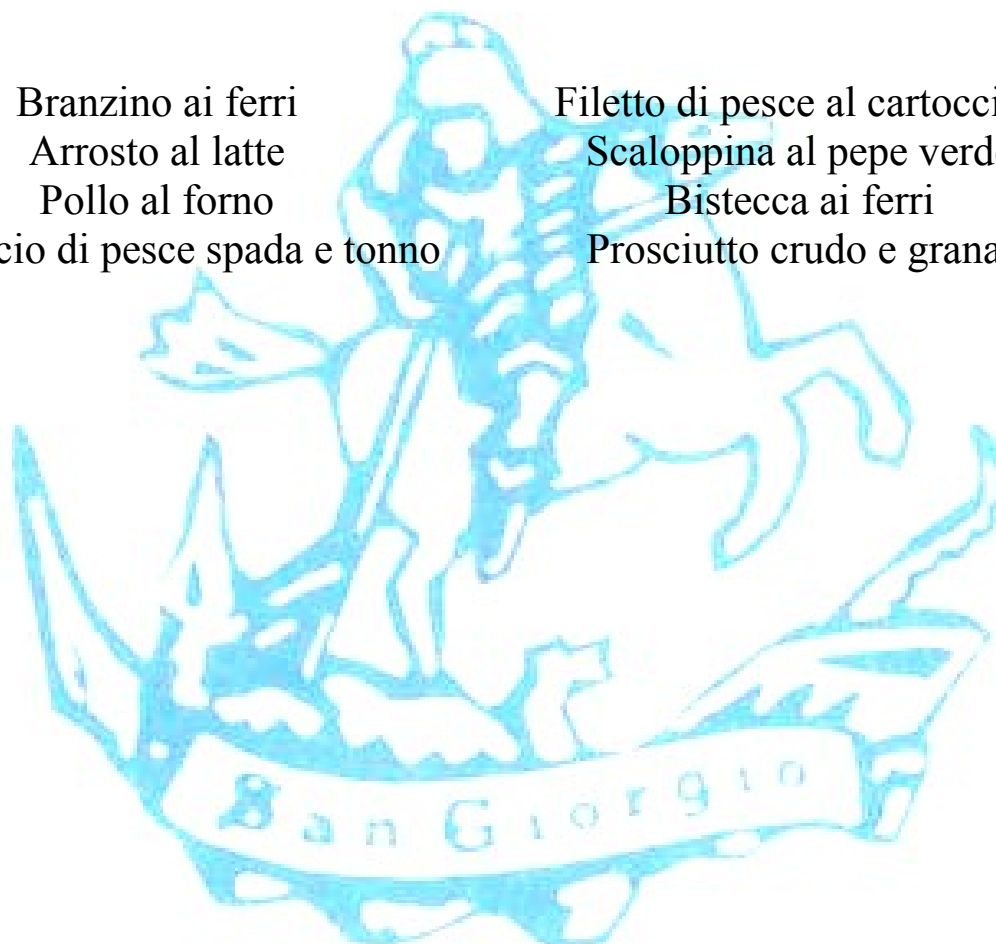 Branzino ai ferri
Arrosto al latte
Pollo al forno
cio di pesce spada e tonno
Filetto di pesce al cartocci
Scaloppina al pepe verd
Bistecca ai ferri
Prosciutto crudo e grana
San Giorgio